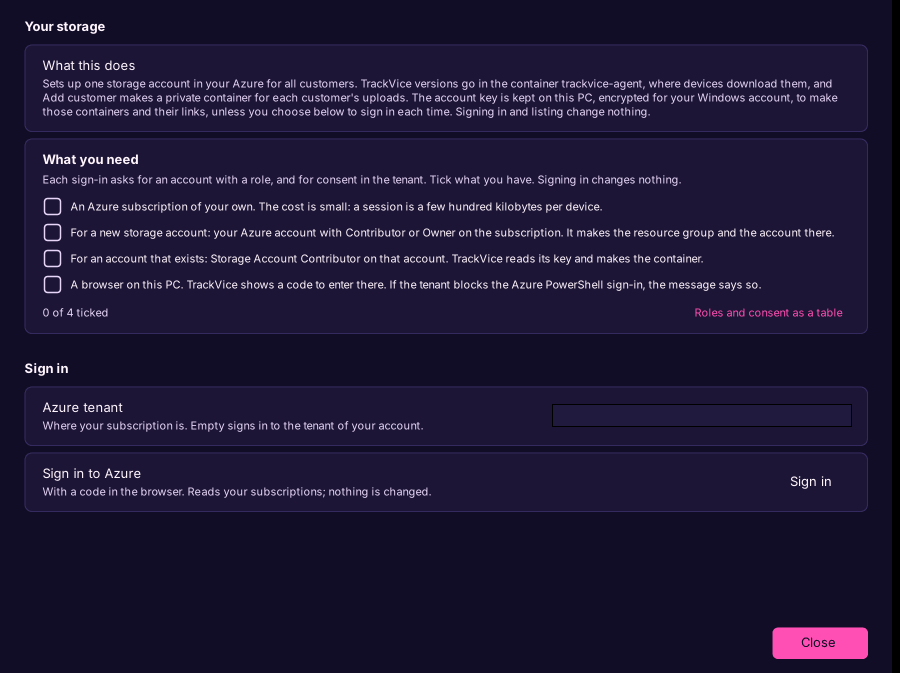 Your storage
What this does
Sets up one storage account in your Azure for all customers. TrackVice versions go in the container trackvice-agent, where devices download them, and
Add customer makes a private container for each customer's uploads. The account key is kept on this PC, encrypted for your Windows account, to make
those containers and their links, unless you choose below to sign in each time. Signing in and listing change nothing.
What you need
Each sign-in asks for an account with a role, and for consent in the tenant. Tick what you have. Signing in changes nothing.
An Azure subscription of your own. The cost is small: a session is a few hundred kilobytes per device.
For a new storage account: your Azure account with Contributor or Owner on the subscription. It makes the resource group and the account there.
For an account that exists: Storage Account Contributor on that account. TrackVice reads its key and makes the container.
A browser on this PC. TrackVice shows a code to enter there. If the tenant blocks the Azure PowerShell sign-in, the message says so.
0 of 4 ticked
Roles and consent as a table
Sign in
Azure tenant
Where your subscription is. Empty signs in to the tenant of your account.
Sign in to Azure
With a code in the browser. Reads your subscriptions; nothing is changed.
Sign in
Close